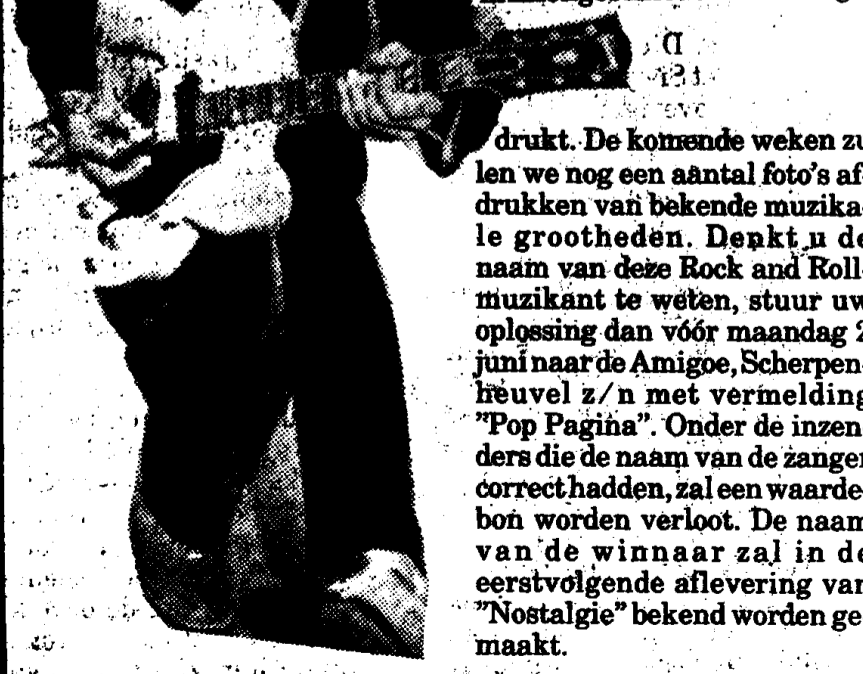 drukt. De komende weken zu
len we nog een aantal foto's af
drukken van bekende muzika-
le grootheden. Denkt u de
naam van deze Rock and Roll-
muzikant te weten, stuur uw
oplossing dan vóór maandag 2
juni naar de Amigoe, Scherpen-
heuvel z/n met vermelding
"Pop Pagina". Onder de inzen
ders die de naam van de zanger
correct hadden, zal een waarde-
bon worden verloot. De naam
van de winnaar zal in de
eerstvolgende aflevering van
"Nostalgie" bekend worden ge
maakt.